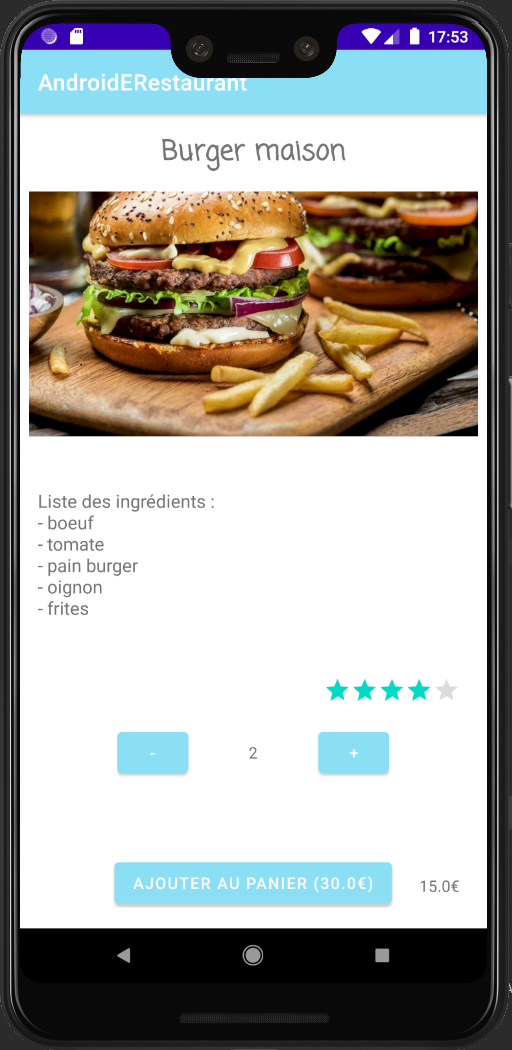 17:53
AndroidERestaurant
Burger maison
Liste des ingrédients :
- boeuf
- tomate
- pain burger
- oignon
- frites
- 2 +
AJOUTER AU PANIER (30.0€) 15.0€